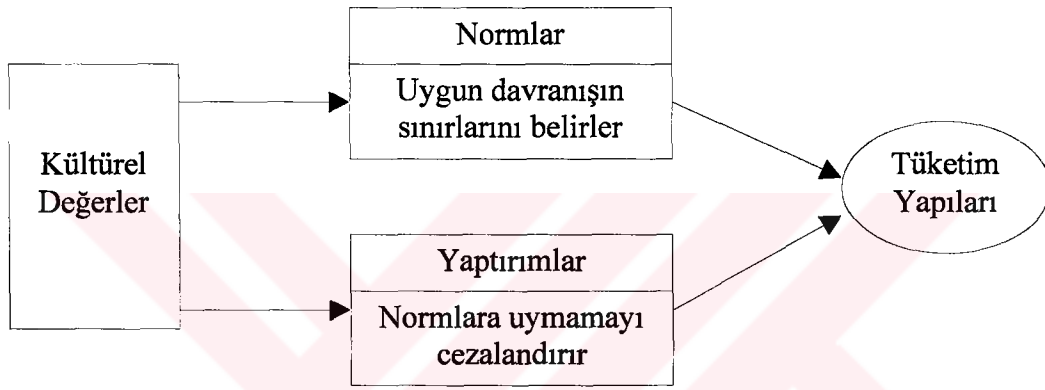 Normlar
Uygun davranışın
sınırlarını belirler
Kültürel
Değerler
Tüketim
Yapıları
Yaptırımlar
Normlara uymamayı
cezalandırır